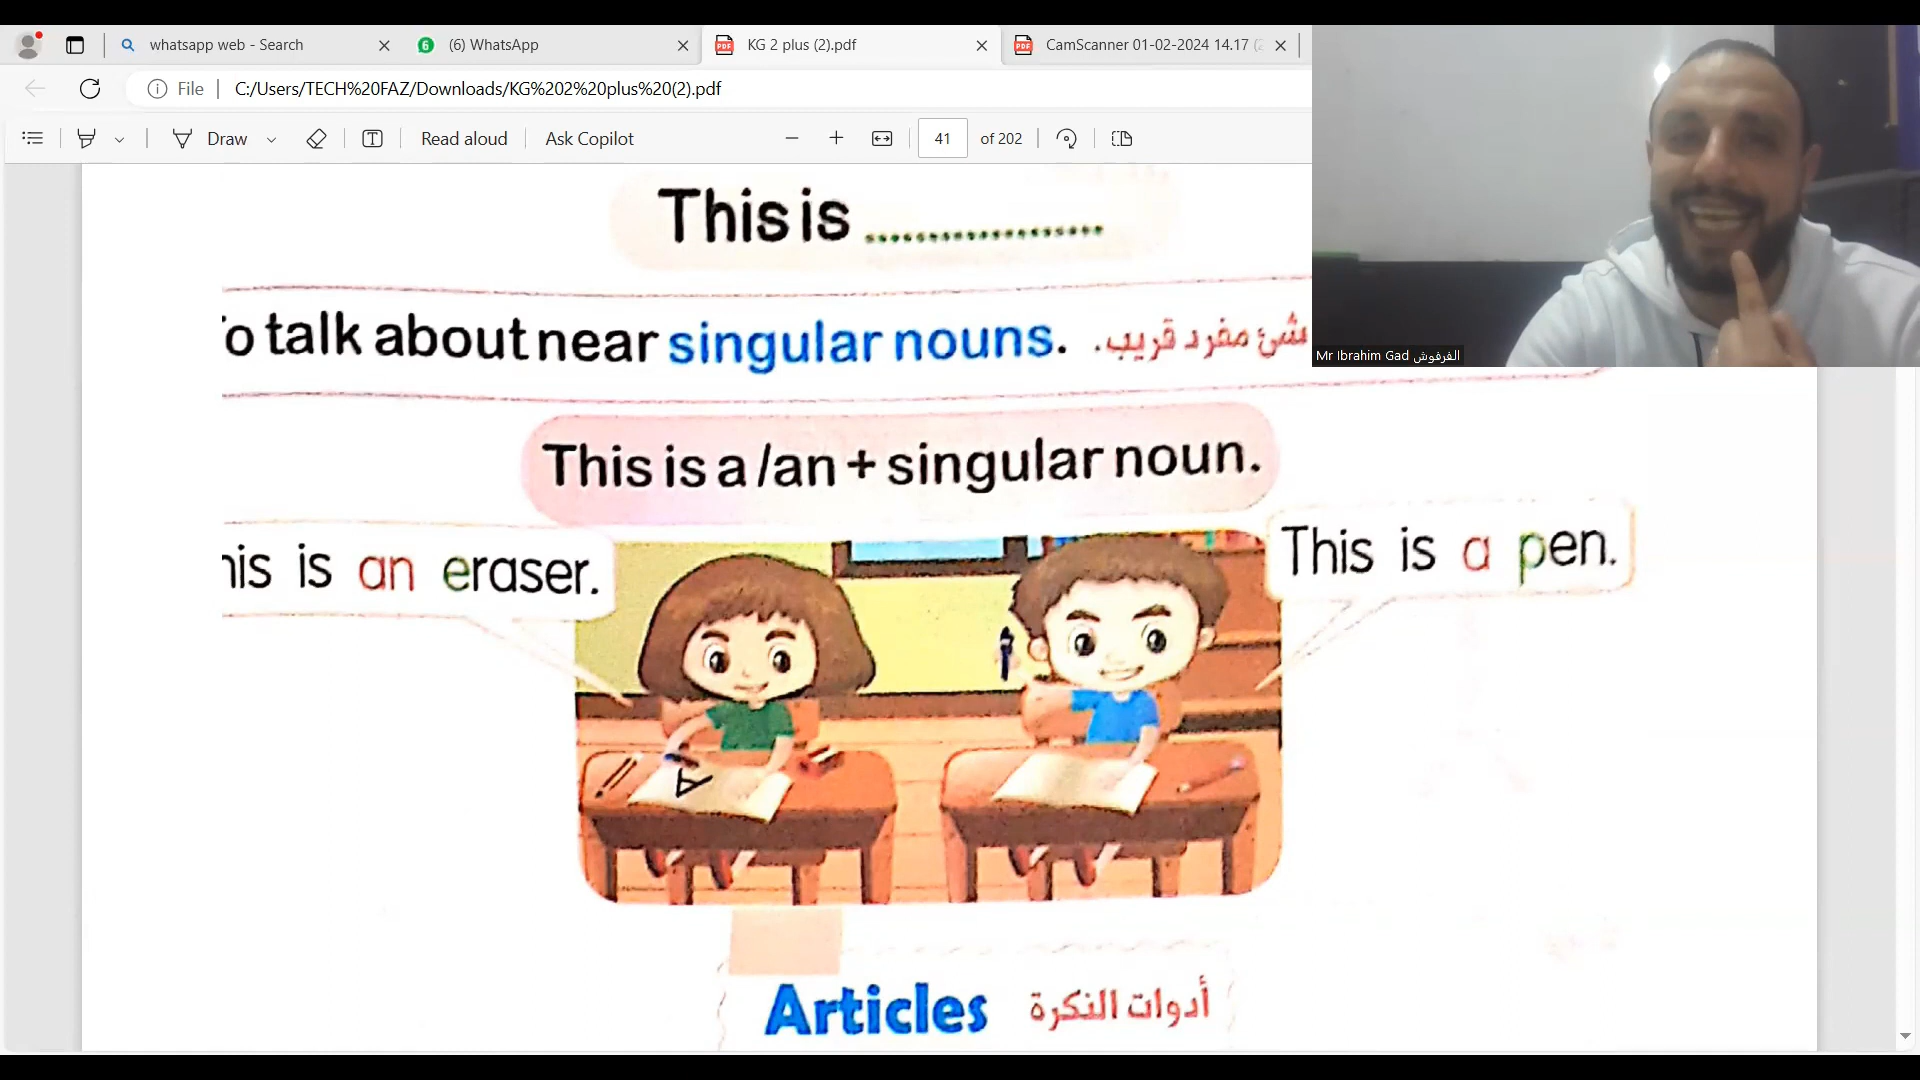 whatsapp web - Search
(6) WhatsApp
KG 2 plus (2).pdf
CamScanner 01-02-2024 14.17 (2
File
C:/Users/TECH%20FAZ/Downloads/KG%202%20plus%20(2).pdf
Draw
Read aloud
Ask Copilot
41 of 202
Mr Ibrahim Gad الفرفوش
This is ....................
o talk about near singular nouns. شئ مفرد قريب.
This is a /an + singular noun.
his is an eraser.
This is a pen.
A
Articles أدوات النكرة